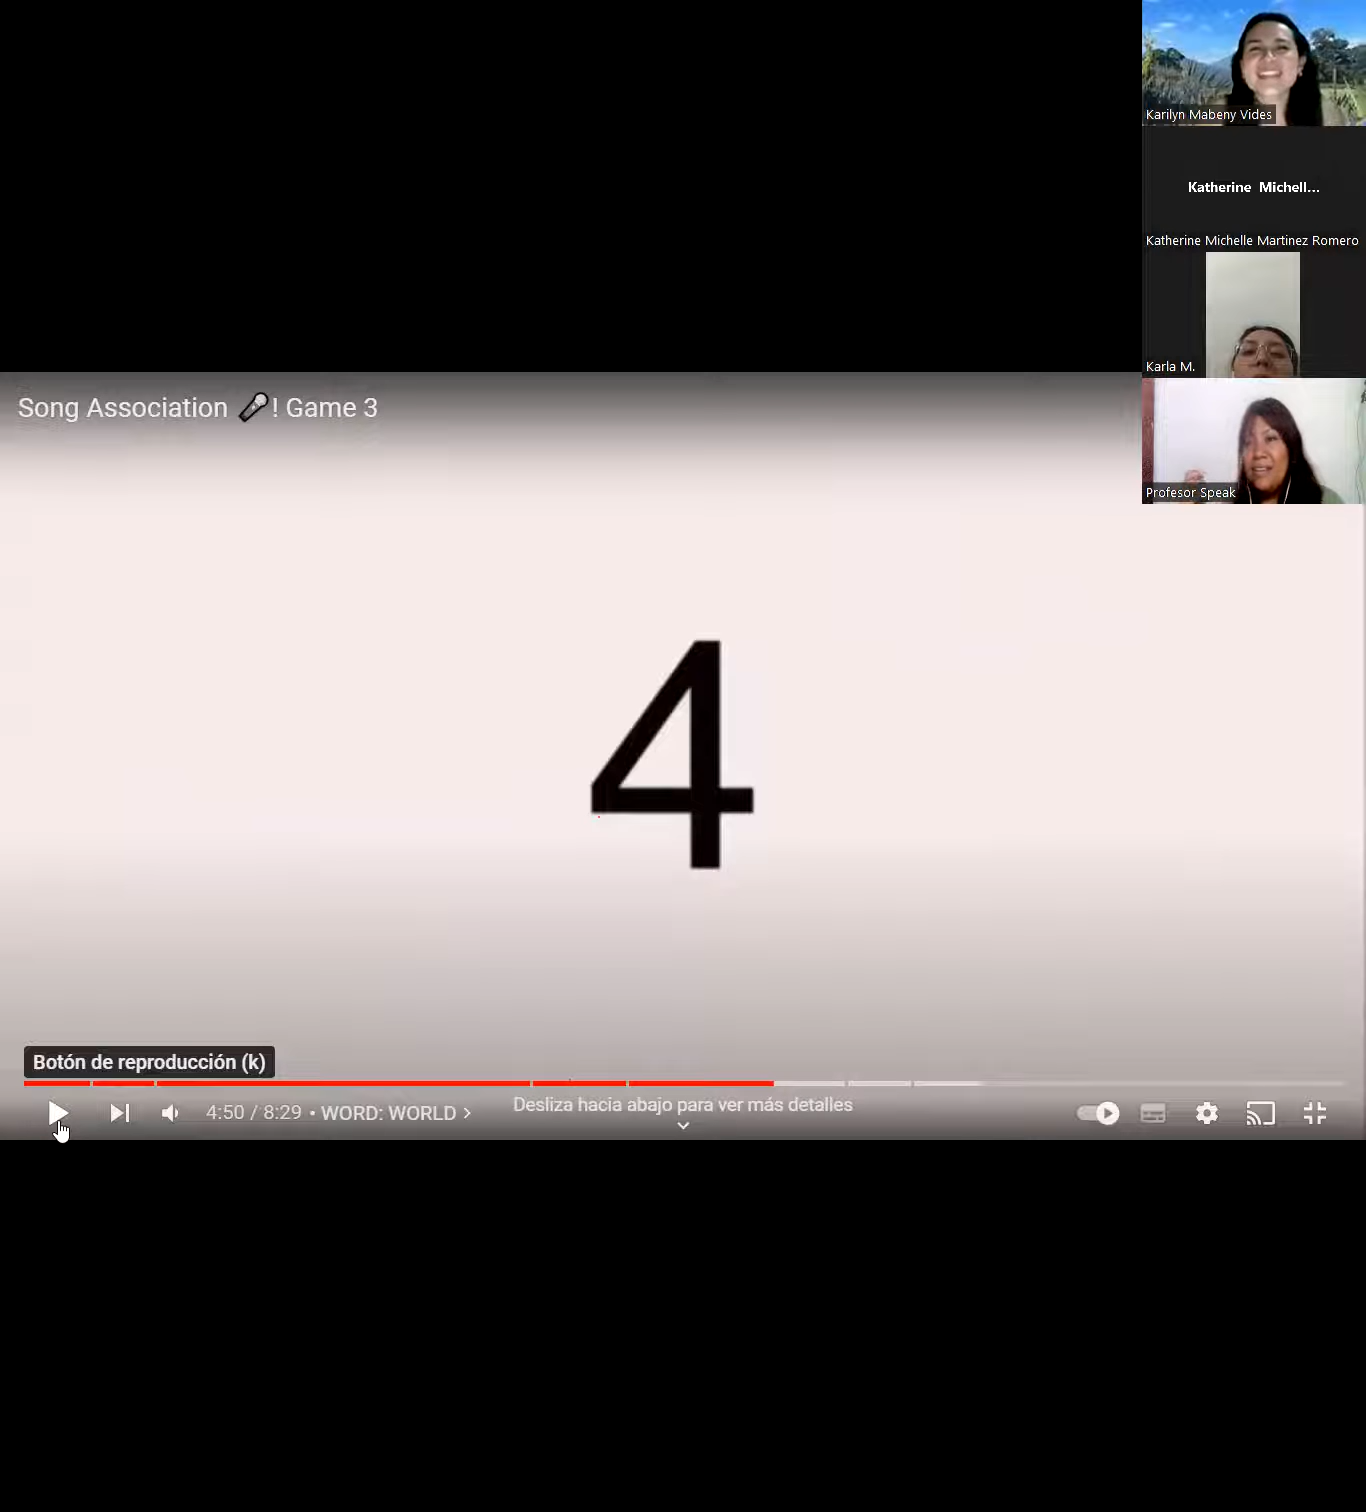 Karilyn Mabeny Vides
Katherine Michell...
Katherine Michelle Martinez Romero
Karla M.
Profesor Speak
Song Association 🎤! Game 3
4
Botón de reproducción (k)
4:50 / 8:29 • WORD: WORLD >
Desliza hacia abajo para ver más detalles